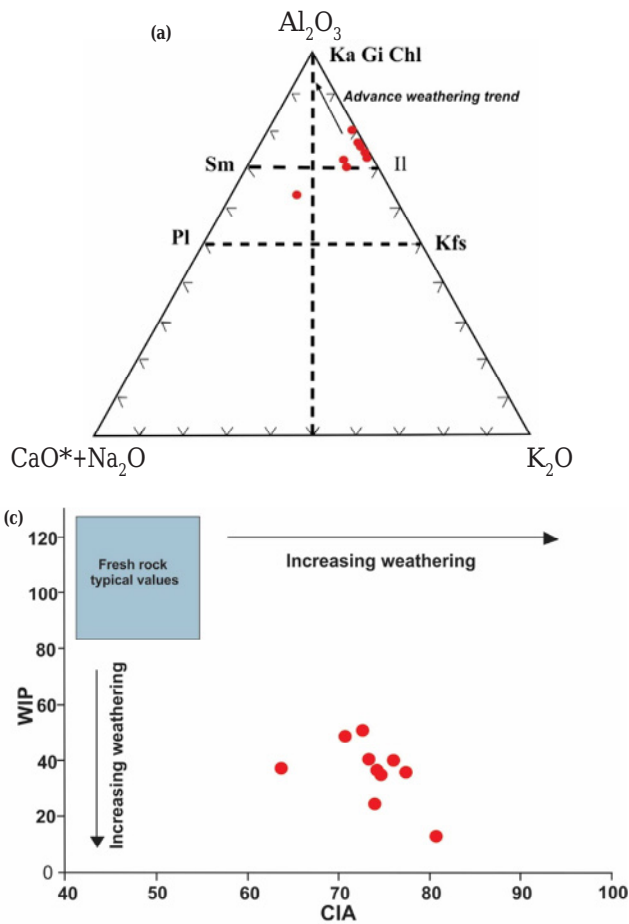 Al₂O₃
(a)
Ka Gi Chl
Advance weathering trend
Sm
Il
Pl
Kfs
CaO*+Na₂O
K₂O
(c)
120
100
80
60
40
20
0
WIP
Fresh rock
typical values
Increasing weathering
Increasing weathering
40
50
60
70
80
90
100
CIA